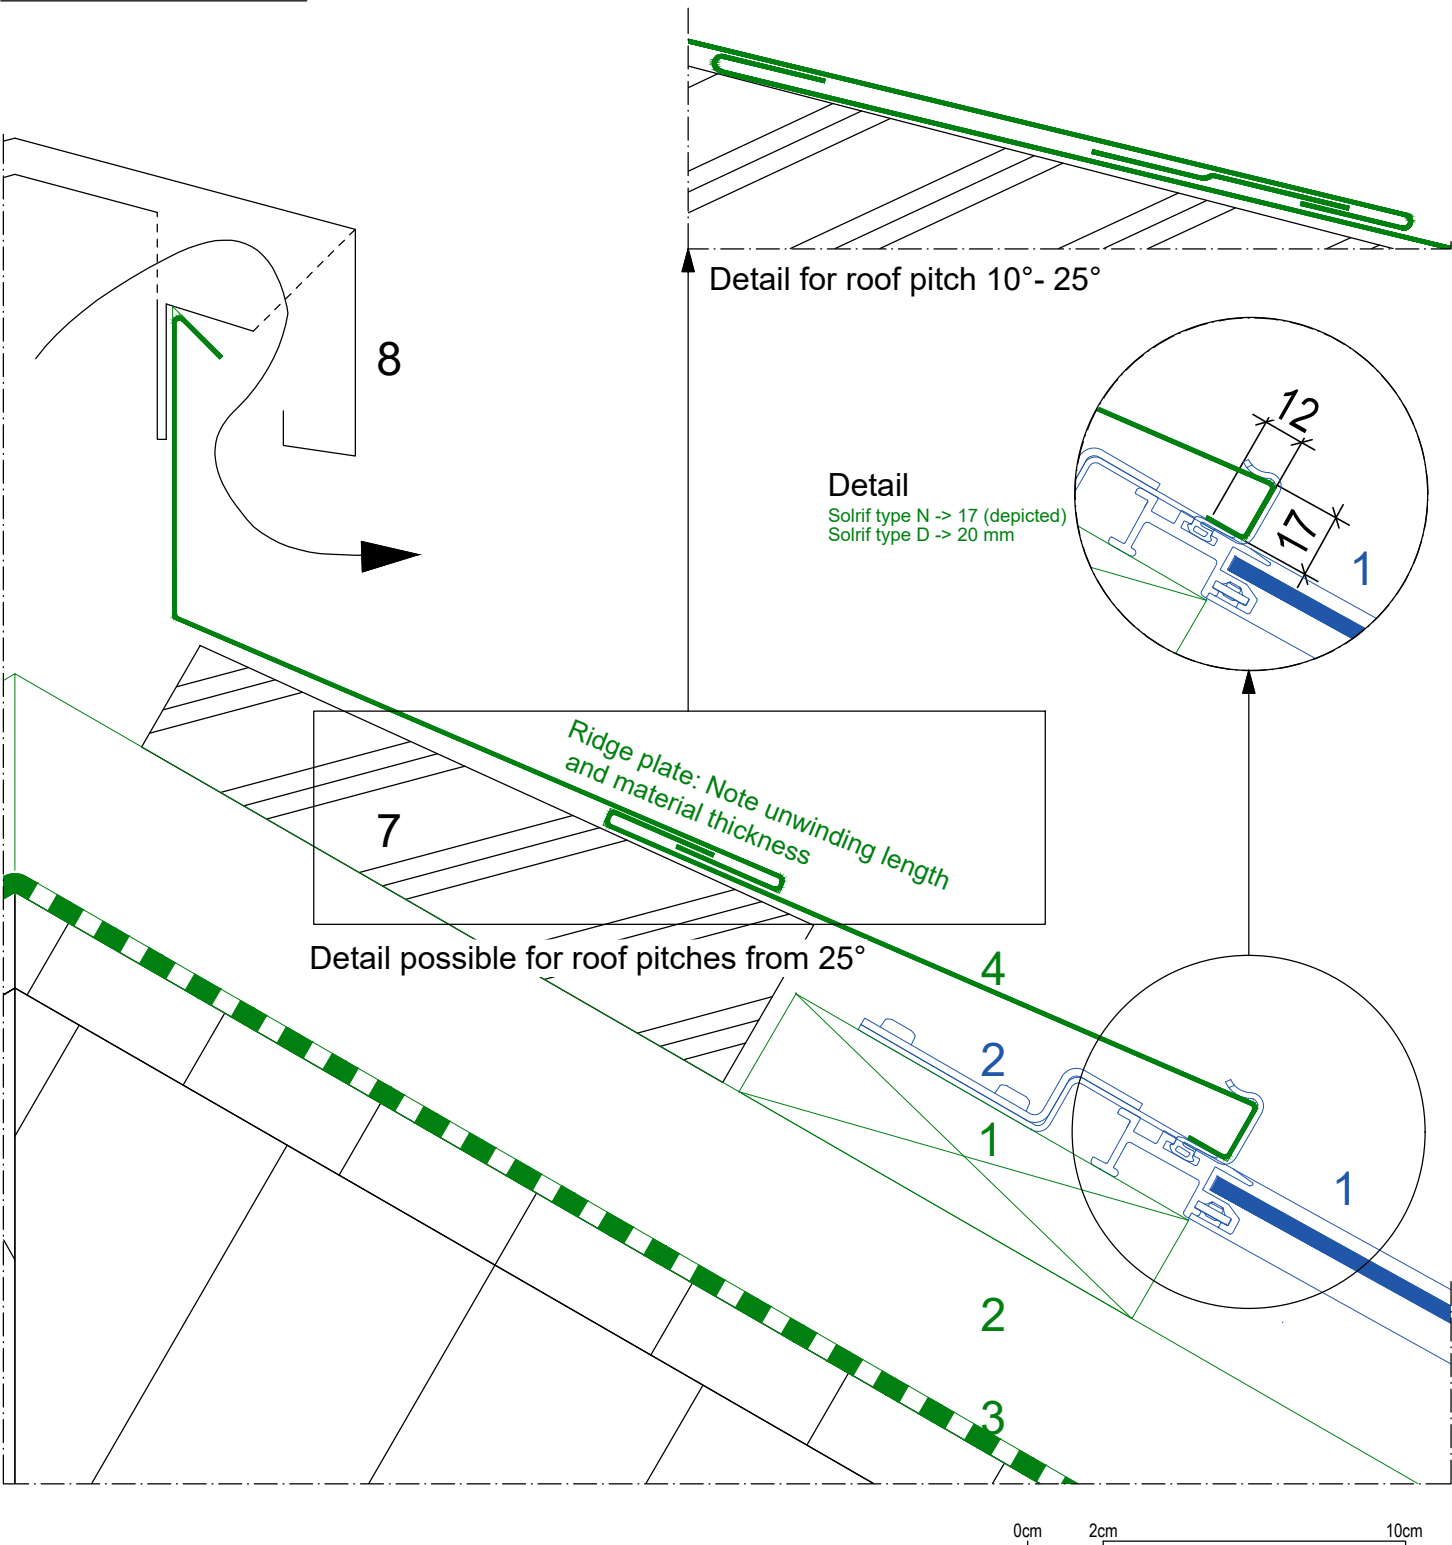 Detail for roof pitch 10°- 25°
8
12
Detail
Solrif type N -> 17 (depicted)
Solrif type D -> 20 mm
17
1
Ridge plate: Note unwinding length
and material thickness
7
Detail possible for roof pitches from 25°
4
2
1
1
2
3
0cm 2cm 10cm